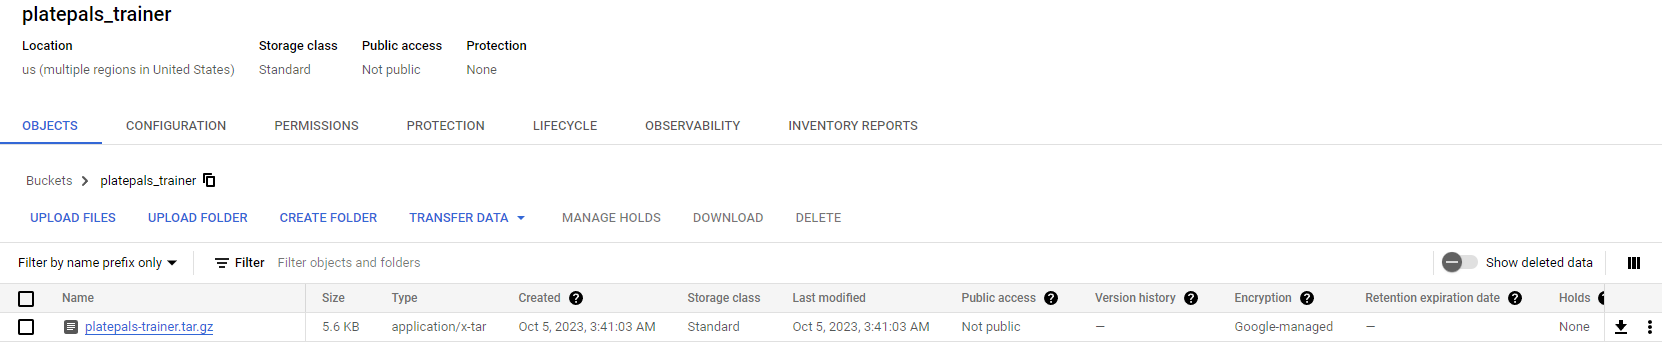 platepals_trainer
Location Storage class Public access Protection
us (multiple regions in United States) Standard Not public None
OBJECTS CONFIGURATION PERMISSIONS PROTECTION LIFECYCLE OBSERVABILITY INVENTORY REPORTS
Buckets platepals_trainer
UPLOAD FILES UPLOAD FOLDER CREATE FOLDER TRANSFER DATA MANAGE HOLDS DOWNLOAD DELETE
Filter by name prefix only Filter Filter objects and folders Show deleted data
Name Size Type Created ? Storage class Last modified Public access ? Version history ? Encryption ? Retention expiration date ? Holds
platepals-trainer.tar.gz 5.6 KB application/x-tar Oct 5, 2023, 3:41:03 AM Standard Oct 5, 2023, 3:41:03 AM Not public — Google-managed — None